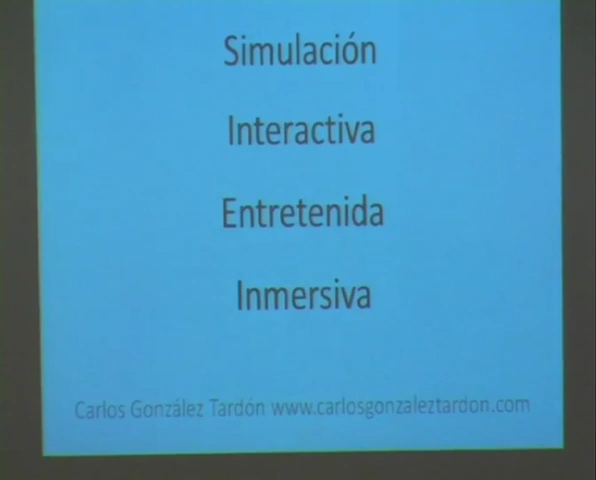 Simulación
Interactiva
Entretenida
Inmersiva
Carlos González Tardón www.carlosgonzaleztardon.com